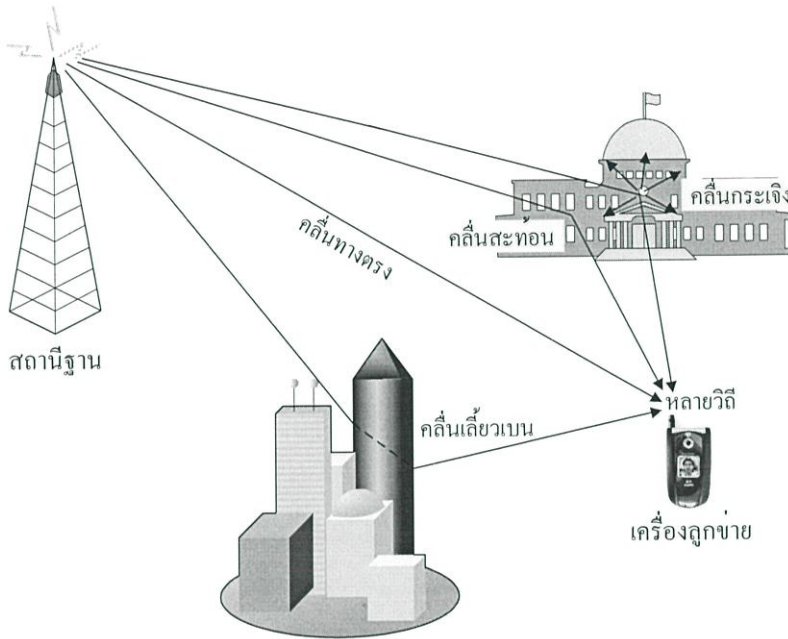 คลื่นกระเจิง
คลื่นสะท้อน
คลื่นทางตรง
สถานีฐาน
หลายวิถี
คลื่นเลี้ยวเบน
เครื่องลูกข่าย